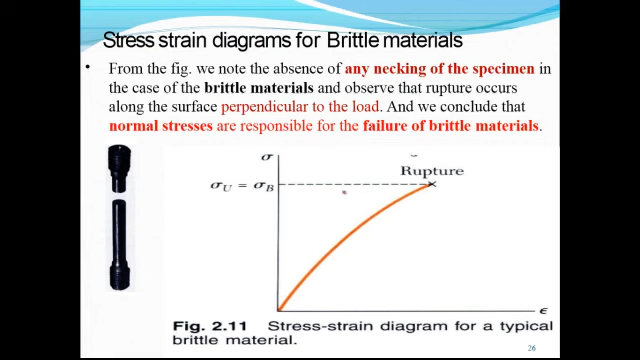 Stress strain diagrams for Brittle materials
• From the fig. we note the absence of any necking of the specimen in
the case of the brittle materials and observe that rupture occurs
along the surface perpendicular to the load. And we conclude that
normal stresses are responsible for the failure of brittle materials.
σ
Rupture
σU = σB
ϵ
Fig. 2.11 Stress-strain diagram for a typical
brittle material.
26